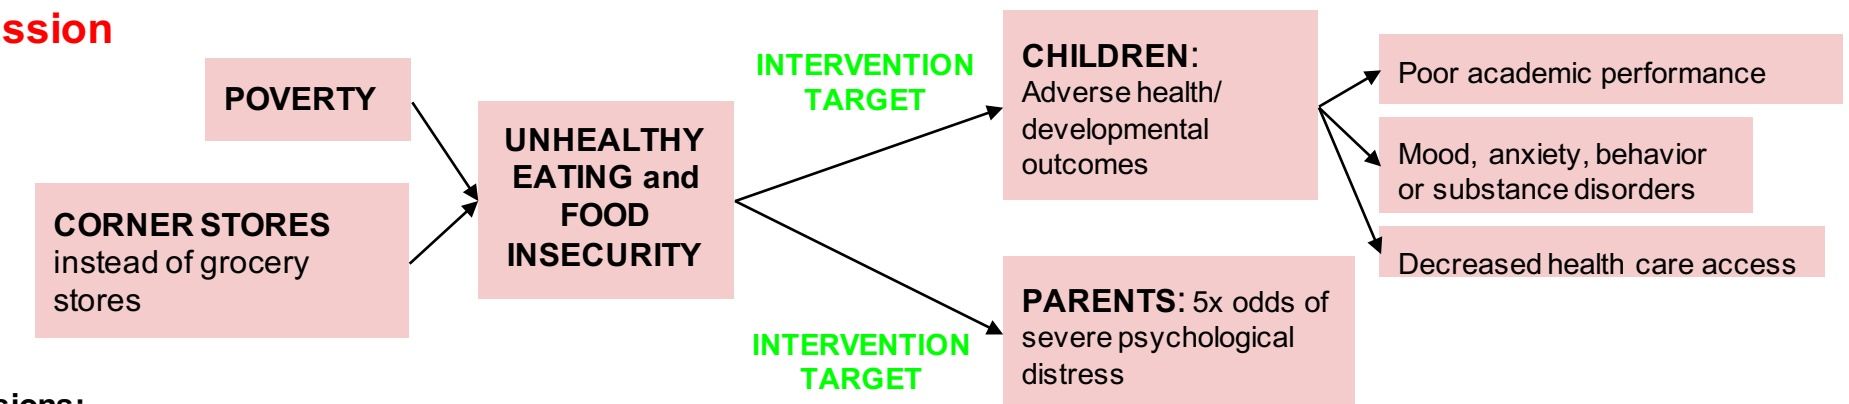 ssion
POVERTY
CORNER STORES
instead of grocery
stores
UNHEALTHY
EATING and
FOOD
INSECURITY
INTERVENTION
TARGET
INTERVENTION
TARGET
CHILDREN:
Adverse health/
developmental
outcomes
PARENTS: 5x odds of
severe psychological
distress
Poor academic performance
Mood, anxiety, behavior
or substance disorders
Decreased health care access
sions: